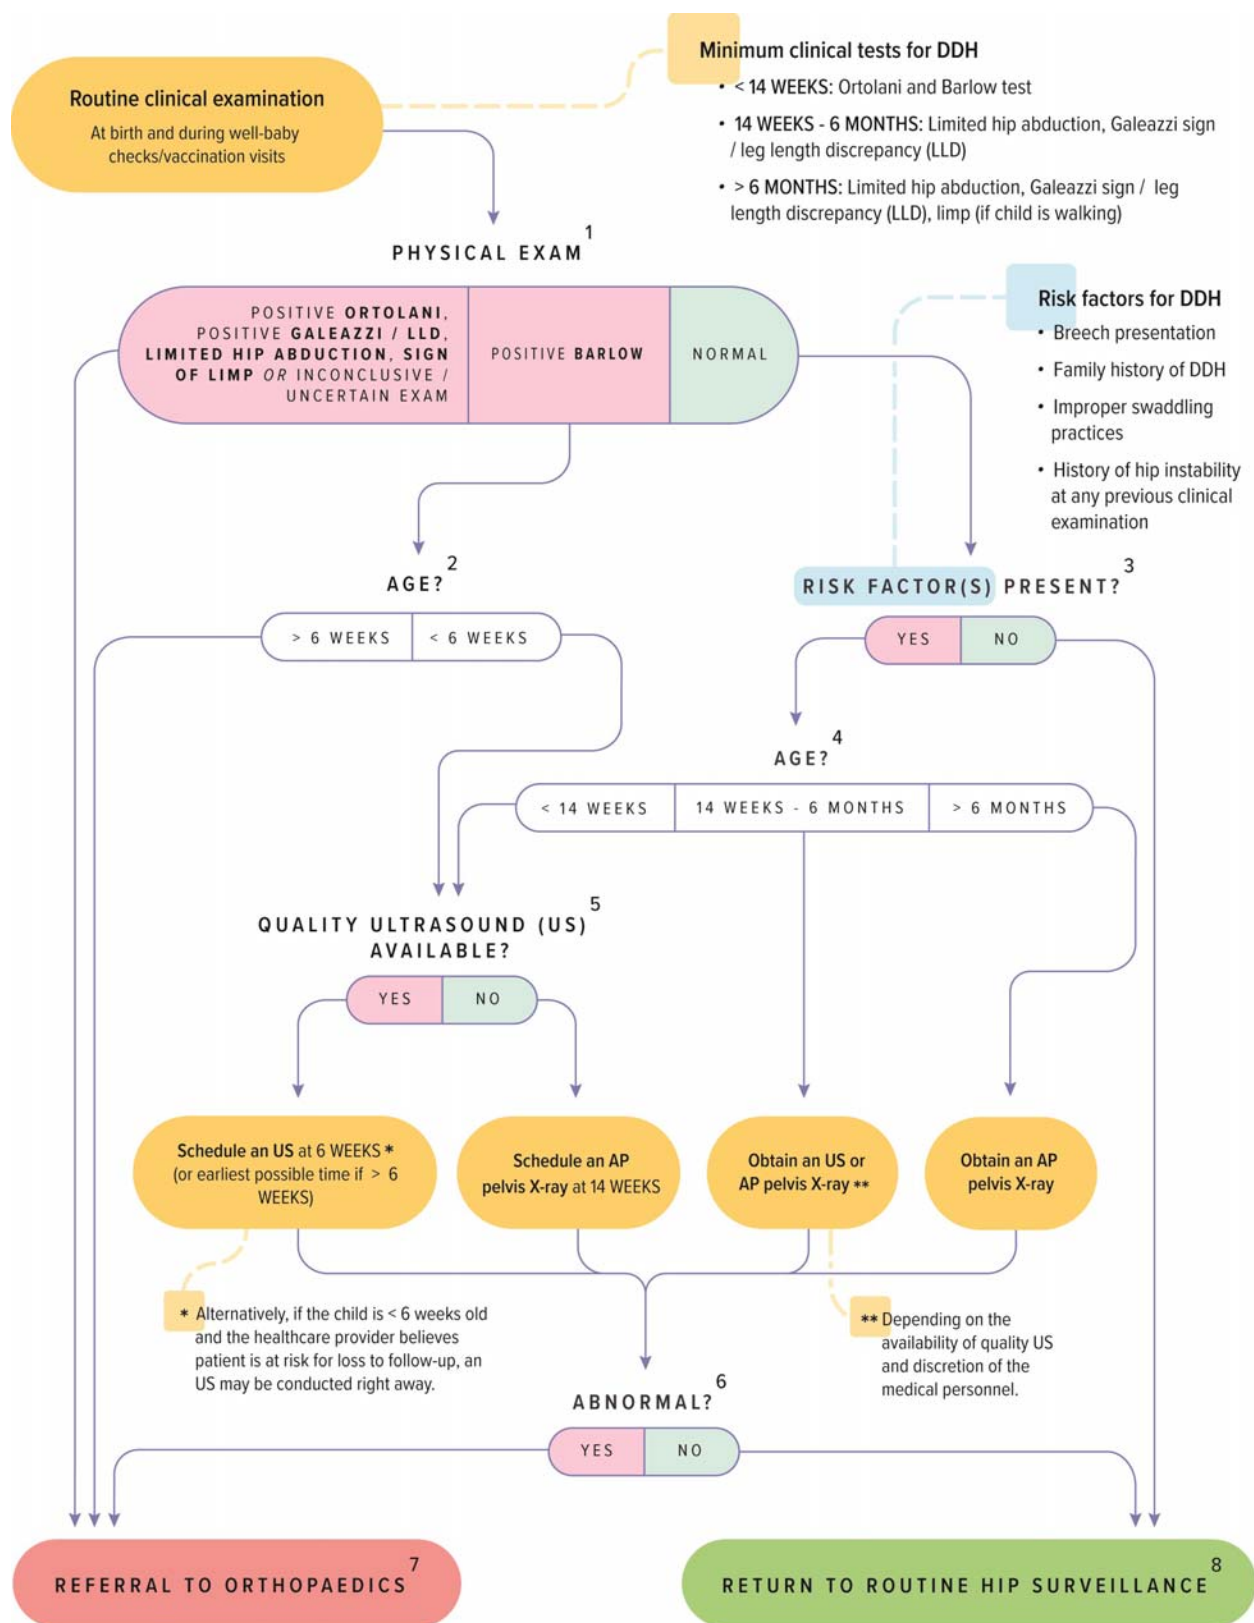 Routine clinical examination
At birth and during well-baby
checks/vaccination visits
Minimum clinical tests for DDH
• < 14 WEEKS: Ortolani and Barlow test
• 14 WEEKS - 6 MONTHS: Limited hip abduction, Galeazzi sign
/ leg length discrepancy (LLD)
• > 6 MONTHS: Limited hip abduction, Galeazzi sign / leg
length discrepancy (LLD), limp (if child is walking)
PHYSICAL EXAM 1
POSITIVE ORTOLANI,
POSITIVE GALEAZZI / LLD,
LIMITED HIP ABDUCTION, SIGN
OF LIMP OR INCONCLUSIVE /
UNCERTAIN EXAM
POSITIVE BARLOW
NORMAL
Risk factors for DDH
• Breech presentation
• Family history of DDH
• Improper swaddling
practices
• History of hip instability
at any previous clinical
examination
AGE? 2
> 6 WEEKS
< 6 WEEKS
RISK FACTOR(S) PRESENT? 3
YES
NO
AGE? 4
< 14 WEEKS
14 WEEKS - 6 MONTHS
> 6 MONTHS
QUALITY ULTRASOUND (US) 5
AVAILABLE?
YES
NO
Schedule an US at 6 WEEKS *
(or earliest possible time if > 6
WEEKS)
Schedule an AP
pelvis X-ray at 14 WEEKS
Obtain an US or
AP pelvis X-ray **
Obtain an AP
pelvis X-ray
* Alternatively, if the child is < 6 weeks old
and the healthcare provider believes
patient is at risk for loss to follow-up, an
US may be conducted right away.
** Depending on the
availability of quality US
and discretion of the
medical personnel.
ABNORMAL? 6
YES
NO
REFERRAL TO ORTHOPAEDICS 7
RETURN TO ROUTINE HIP SURVEILLANCE 8